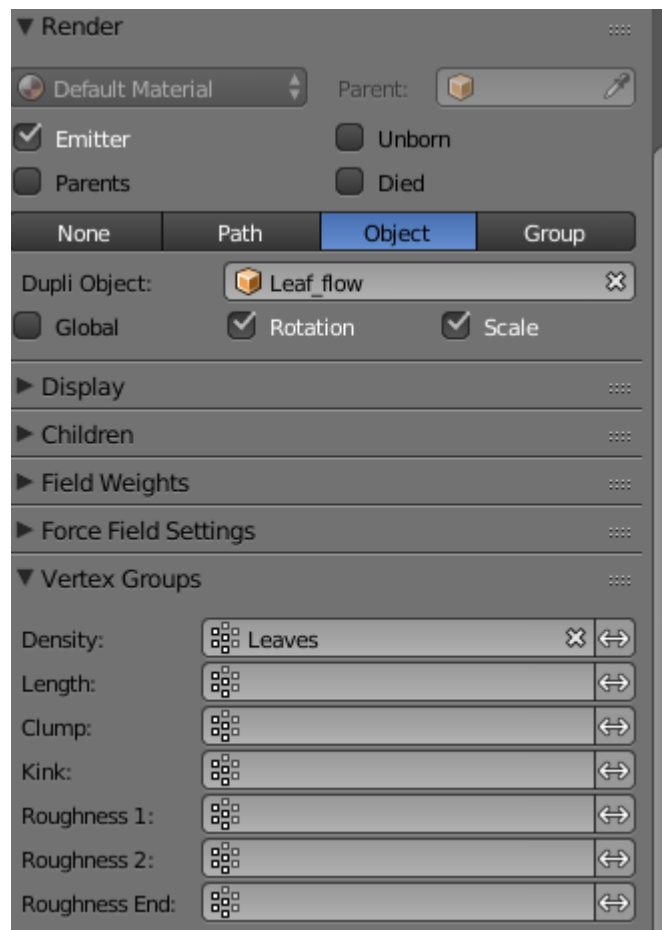 Render
Default Material Parent:
Emitter Unborn
Parents Died
None Path Object Group
Dupli Object: Leaf_flow
Global Rotation Scale
Display
Children
Field Weights
Force Field Settings
Vertex Groups
Density: Leaves
Length:
Clump:
Kink:
Roughness 1:
Roughness 2:
Roughness End: